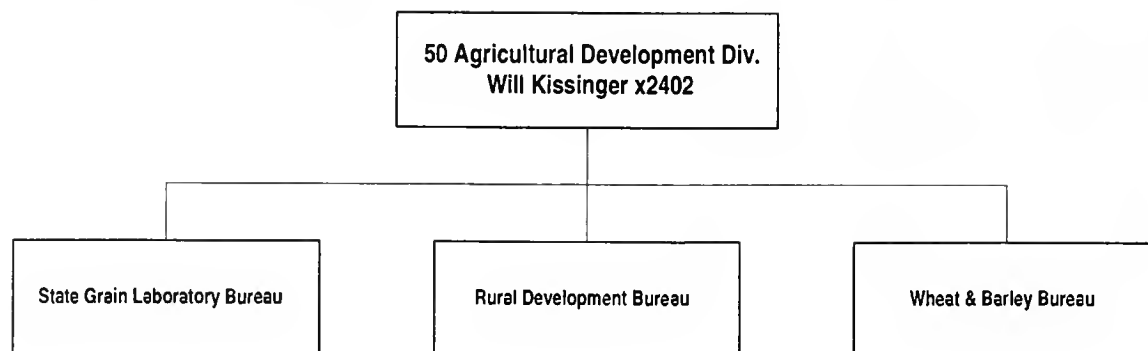 50 Agricultural Development Div.
Will Kissinger x2402
State Grain Laboratory Bureau
Rural Development Bureau
Wheat & Barley Bureau